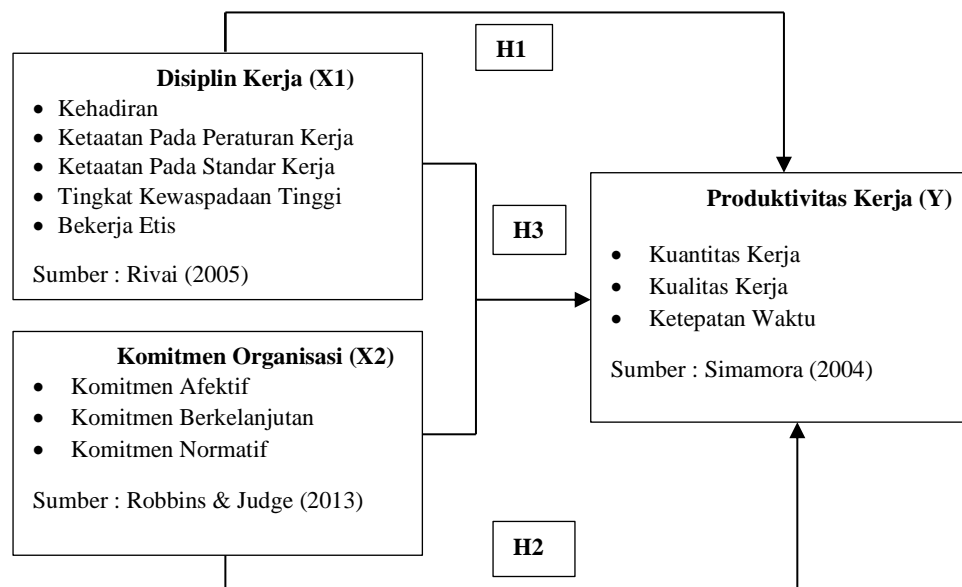 H1
Disiplin Kerja (X1)
• Kehadiran
• Ketaatan Pada Peraturan Kerja
• Ketaatan Pada Standar Kerja
• Tingkat Kewaspadaan Tinggi
• Bekerja Etis
Sumber : Rivai (2005)
H3
Produktivitas Kerja (Y)
• Kuantitas Kerja
• Kualitas Kerja
• Ketepatan Waktu
Sumber : Simamora (2004)
Komitmen Organisasi (X2)
• Komitmen Afektif
• Komitmen Berkelanjutan
• Komitmen Normatif
Sumber : Robbins & Judge (2013)
H2